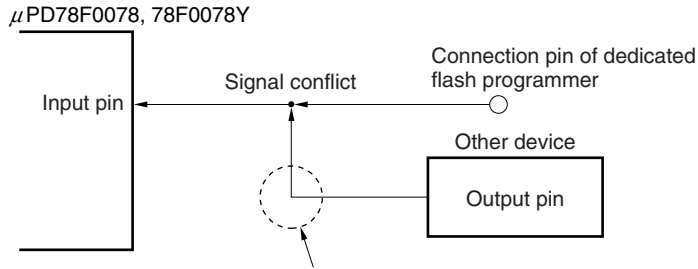 μPD78F0078, 78F0078Y
Connection pin of dedicated
flash programmer
Signal conflict
Input pin
Other device
Output pin